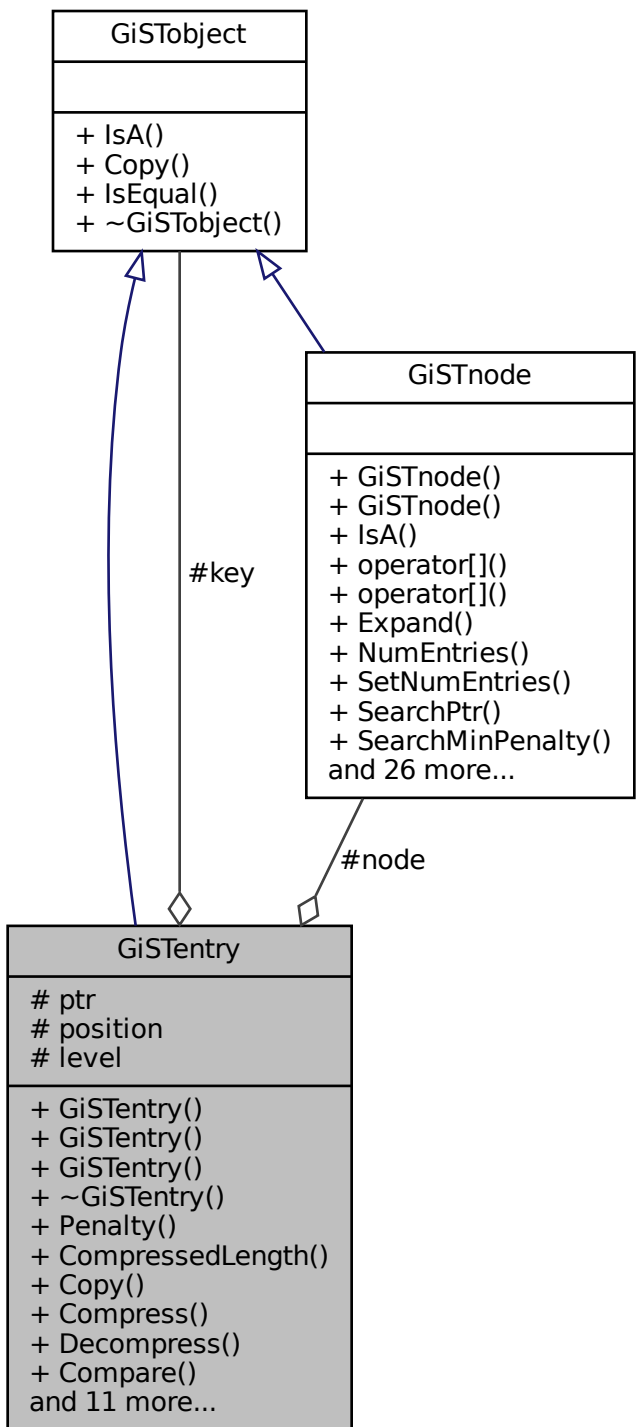 GiSTobject
+ IsA()
+ Copy()
+ IsEqual()
+ ~GiSTobject()
GiSTnode
+ GiSTnode()
+ GiSTnode()
+ IsA()
+ operator[]()
+ operator[]()
+ Expand()
+ NumEntries()
+ SetNumEntries()
+ SearchPtr()
+ SearchMinPenalty()
and 26 more...
#key
#node
GiSTentry
# ptr
# position
# level
+ GiSTentry()
+ GiSTentry()
+ GiSTentry()
+ ~GiSTentry()
+ Penalty()
+ CompressedLength()
+ Copy()
+ Compress()
+ Decompress()
+ Compare()
and 11 more...